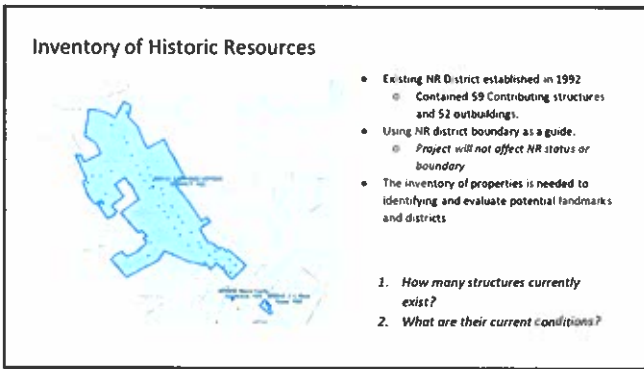 Inventory of Historic Resources
• Existing NR District established in 1992
○ Contained 59 Contributing structures
and 52 outbuildings.
• Using NR district boundary as a guide.
○ Project will not affect NR status or
boundary
• The inventory of properties is needed to
identifying and evaluate potential landmarks
and districts
1. How many structures currently
exist?
2. What are their current conditions?